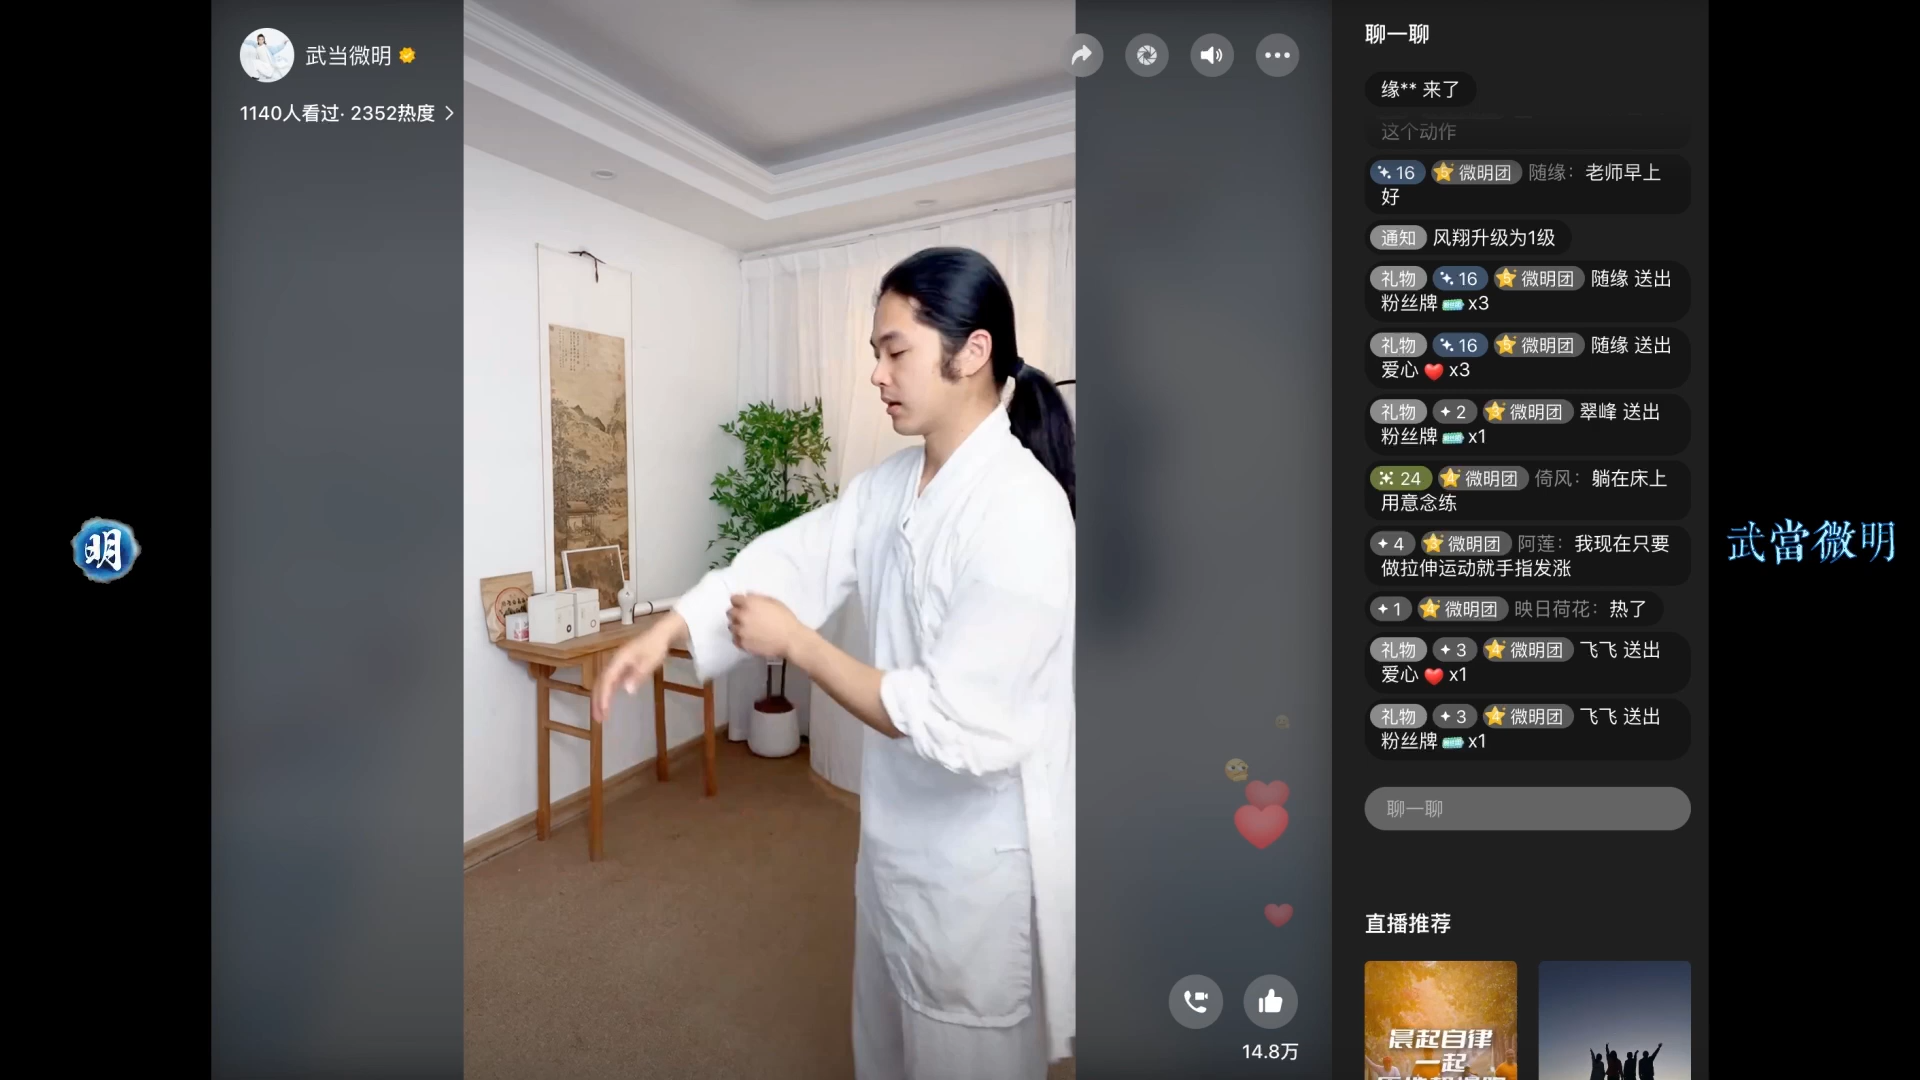 武当微明
1140人看过· 2352热度
明
聊一聊
缘** 来了
这个动作
16 微明团 随缘：老师早上
好
通知 风翔升级为1级
礼物 16 微明团 随缘 送出
粉丝牌 x3
礼物 16 微明团 随缘 送出
爱心 x3
礼物 2 微明团 翠峰 送出
粉丝牌 x1
24 微明团 倚风：躺在床上
用意念练
4 微明团 阿莲：我现在只要
做拉伸运动就手指发涨
1 微明团 映日荷花：热了
礼物 3 微明团 飞飞 送出
爱心 x1
礼物 3 微明团 飞飞 送出
粉丝牌 x1
聊一聊
武當微明
直播推荐
晨起自律
一起
14.8万